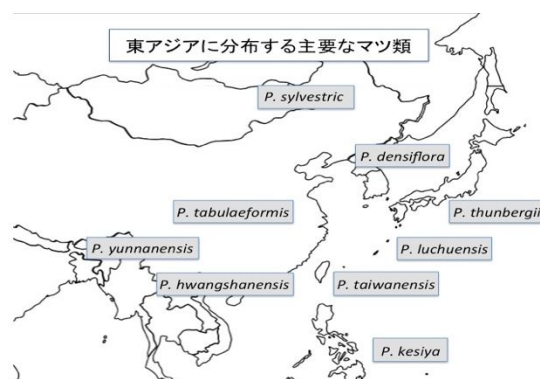 東アジアに分布する主要なマツ類
P. sylvestric
P. densiflora
P. tabulaeformis
P. thunbergii
P. yunnanensis
P. luchuensis
P. hwangshanensis
P. taiwanensis
P. kesiya